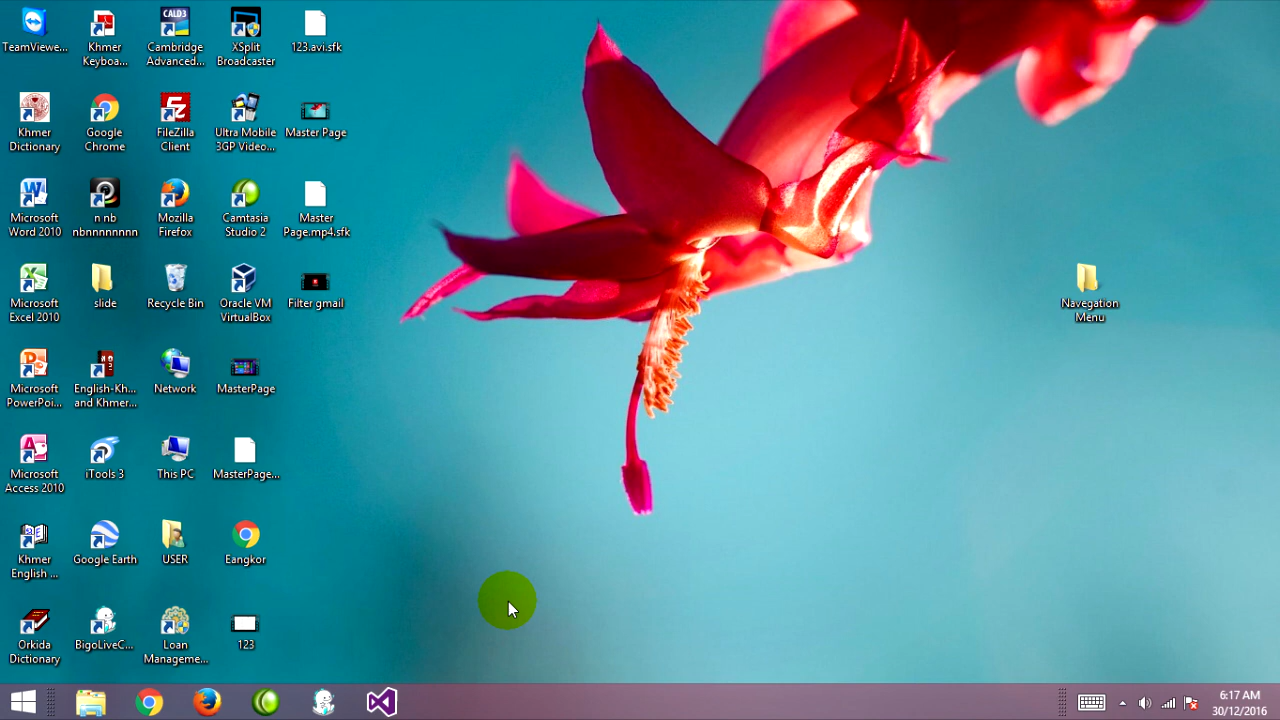 TeamViewe...
Khmer
Keyboa...
CALD3
Cambridge
Advanced...
XSplit
Broadcaster
123.avi.sfk
Khmer
Dictionary
Google
Chrome
FileZilla
Client
Ultra Mobile
3GP Video...
Master Page
Microsoft
Word 2010
n nb
nbnnnnnnnn
Mozilla
Firefox
Camtasia
Studio 2
Master
Page.mp4.sfk
Microsoft
Excel 2010
slide
Recycle Bin
Oracle VM
VirtualBox
Filter gmail
Navegation
Menu
Microsoft
PowerPoi...
English-Kh...
and Khmer...
Network
MasterPage
Microsoft
Access 2010
iTools 3
This PC
MasterPage...
Khmer
English ...
Google Earth
USER
Eangkor
Orkida
Dictionary
BigoLiveC...
Loan
Manageme...
123
6:17 AM
30/12/2016